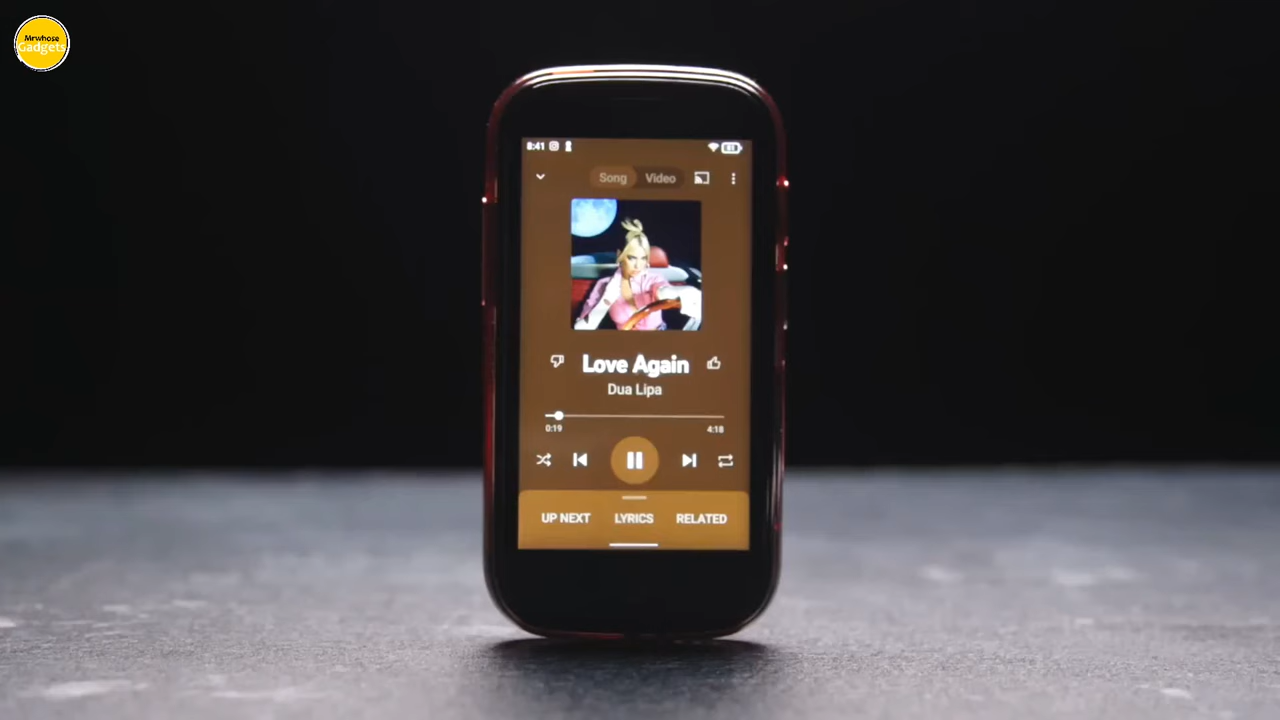 Mrwhose
Gadgets
8:41
Song Video
Love Again
Dua Lipa
0:19 4:18
UP NEXT LYRICS RELATED